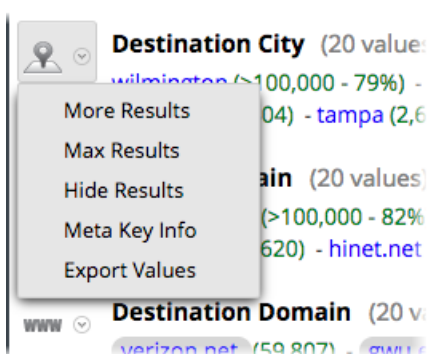 Destination City (20 value
wilmington (>100,000 - 79%) -
More Results 04) - tampa (2,6
Max Results
Hide Results ain (20 values)
Meta Key Info (>100,000 - 82%
Export Values 620) - hinet.net
www Destination Domain (20 v
verizon.net (59,807) - gwu.e